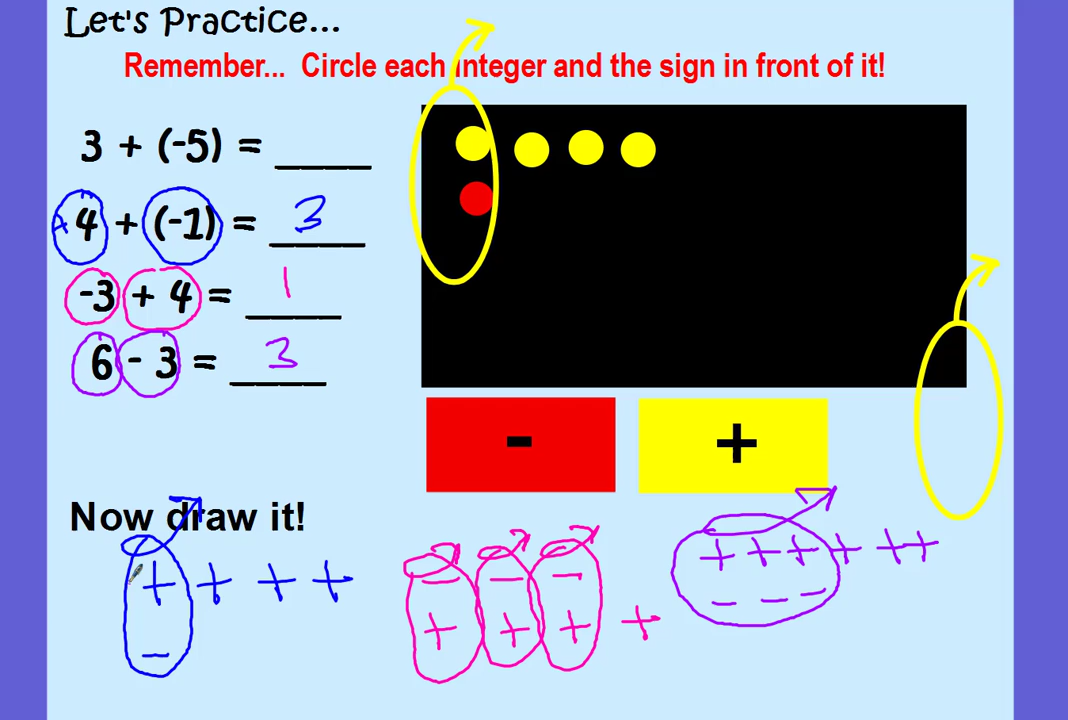 Let's Practice...
Remember... Circle each integer and the sign in front of it!
3 + (-5) = ____
+4 + (-1) = 3
-3 + 4 = 1
6 - 3 = 3
- +
Now draw it!
+ + + +
-
- - -
+ + + +
+ + + + + +
- - -